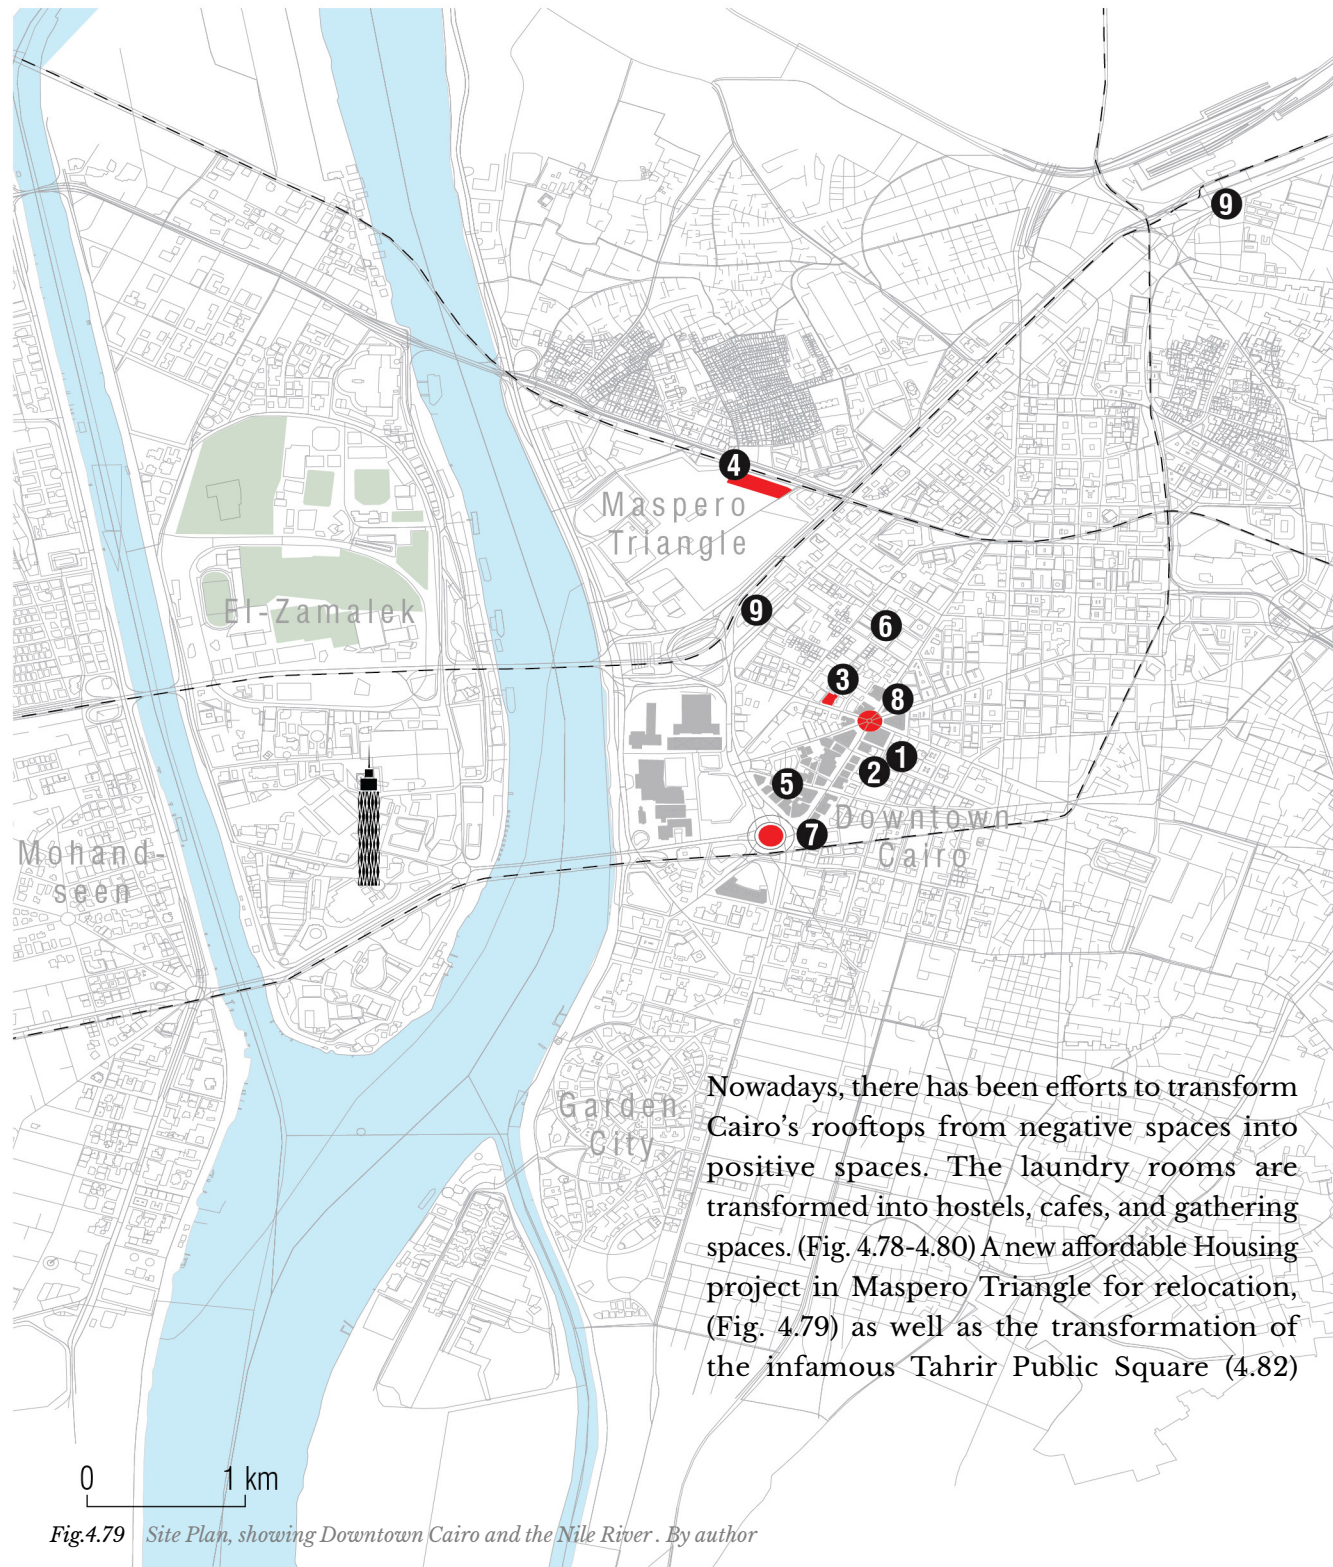 9
4
Maspero
Triangle
El-Zamalek
9
6
3
8
1
2
5
7
Downtown
Cairo
Mohand-
seen
Garden
City
Nowadays, there has been efforts to transform
Cairo’s rooftops from negative spaces into
positive spaces. The laundry rooms are
transformed into hostels, cafes, and gathering
spaces. (Fig. 4.78-4.80) A new affordable Housing
project in Maspero Triangle for relocation,
(Fig. 4.79) as well as the transformation of
the infamous Tahrir Public Square (4.82)
0 1 km
Fig.4.79 Site Plan, showing Downtown Cairo and the Nile River . By author